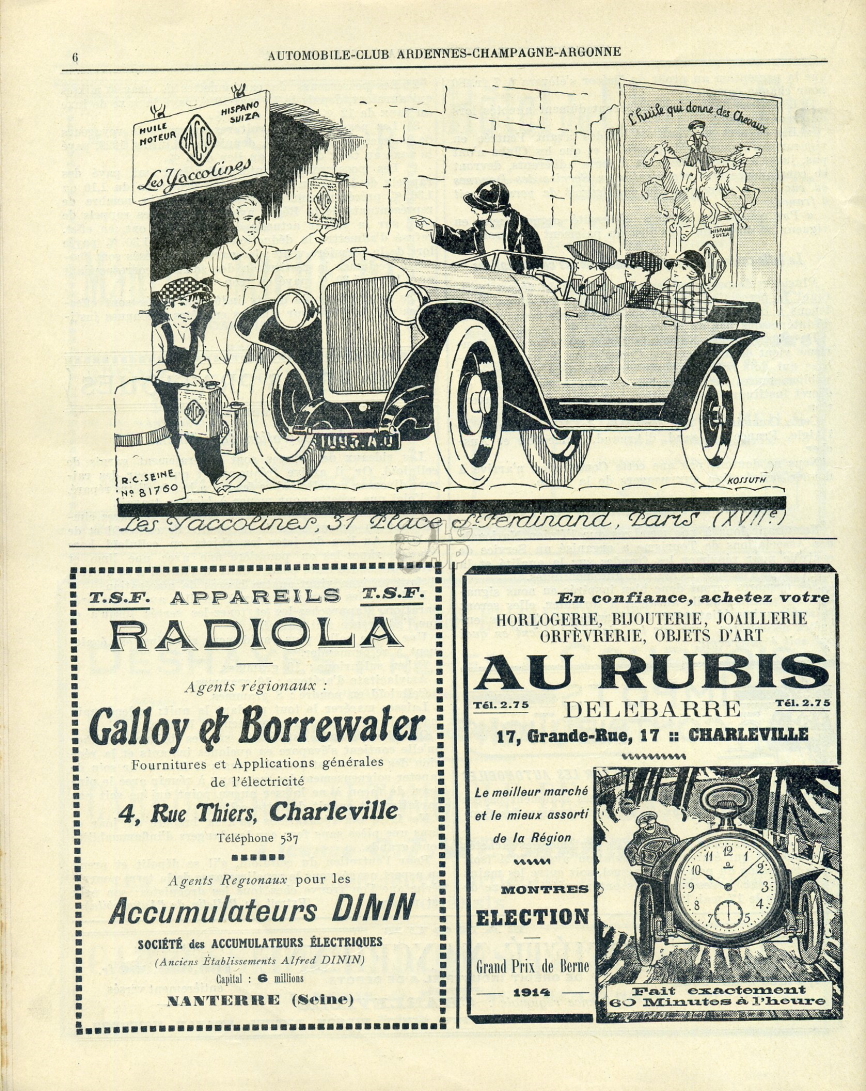 6
AUTOMOBILE-CLUB ARDENNES-CHAMPAGNE-ARGONNE
HUILE MOTEUR
YACCO
HISPANO SUIZA
Les Yaccolines
L'huile qui donne des Chevaux
HISPANO SUIZA
1093.A.U
R.C. SEINE
No 81760
KOSSUTH
Les Yaccolines, 31 Place St Ferdinand, Paris (XVIIe)
T.S.F. APPAREILS T.S.F.
RADIOLA
Agents régionaux :
Galloy & Borrewater
Fournitures et Applications générales
de l'électricité
4, Rue Thiers, Charleville
Téléphone 537
Agents Regionaux pour les
Accumulateurs DININ
SOCIÉTÉ des ACCUMULATEURS ÉLECTRIQUES
(Anciens Établissements Alfred DININ)
Capital : 6 millions
NANTERRE (Seine)
En confiance, achetez votre
HORLOGERIE, BIJOUTERIE, JOAILLERIE
ORFÈVRERIE, OBJETS D'ART
AU RUBIS
Tél. 2.75 DELEBARRE Tél. 2.75
17, Grande-Rue, 17 :: CHARLEVILLE
Le meilleur marché
et le mieux assorti
de la Région
MONTRES
ELECTION
Grand Prix de Berne
1914
Fait exactement
60 Minutes à l'heure